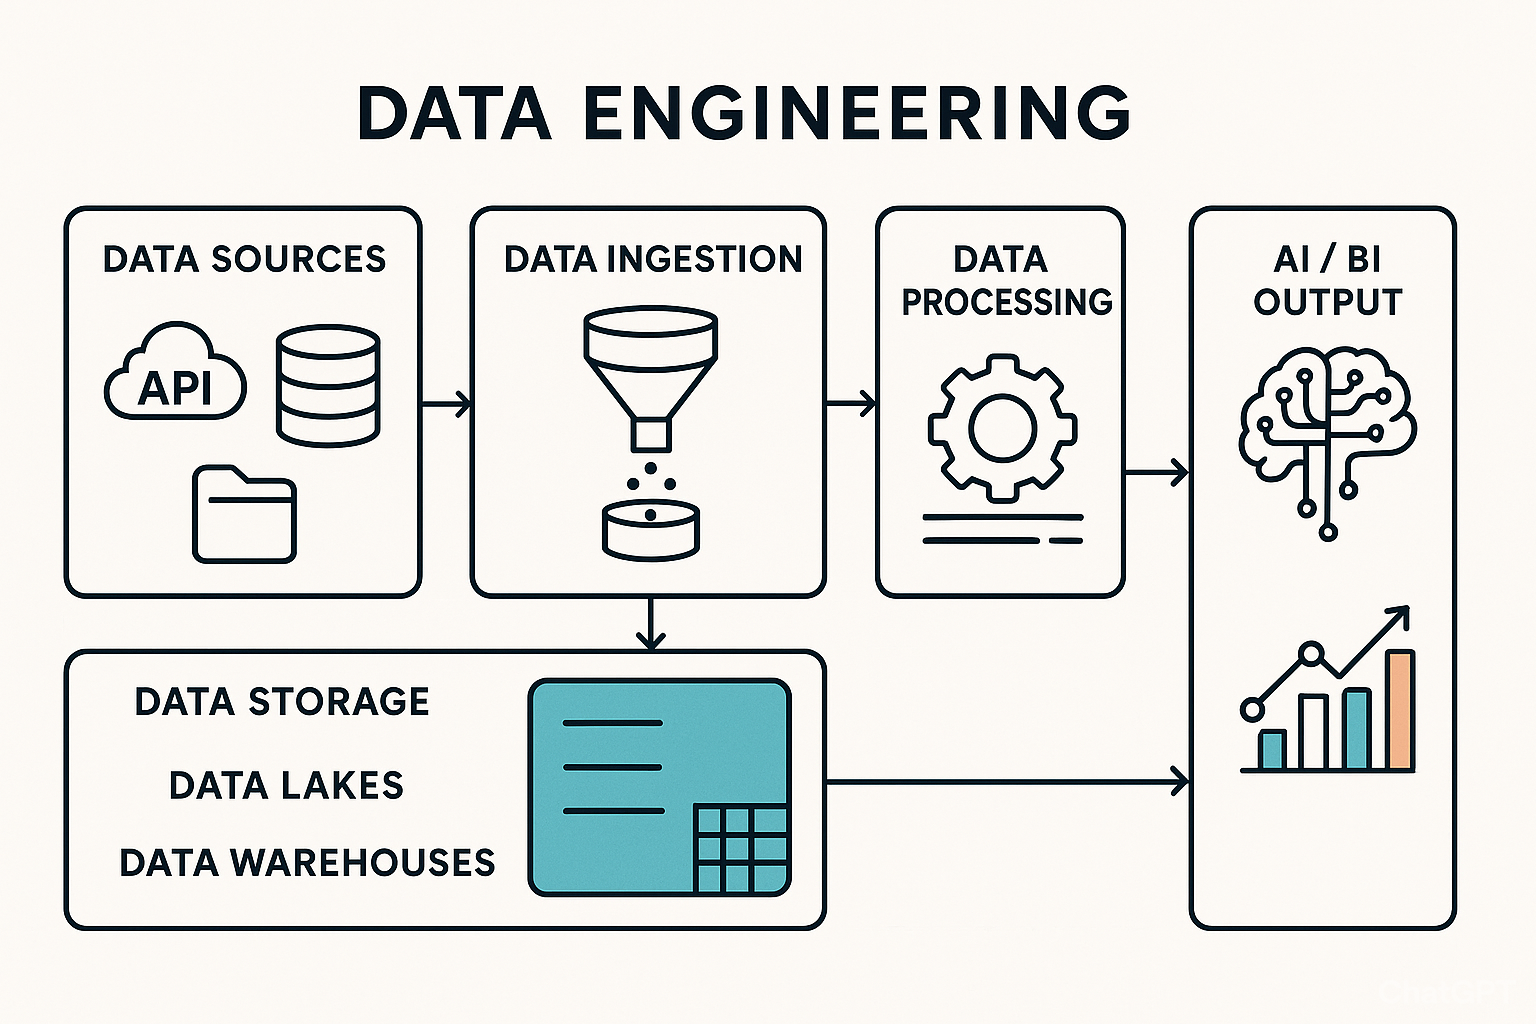 DATA ENGINEERING
DATA SOURCES
API
DATA INGESTION
DATA
PROCESSING
AI / BI
OUTPUT
DATA STORAGE
DATA LAKES
DATA WAREHOUSES